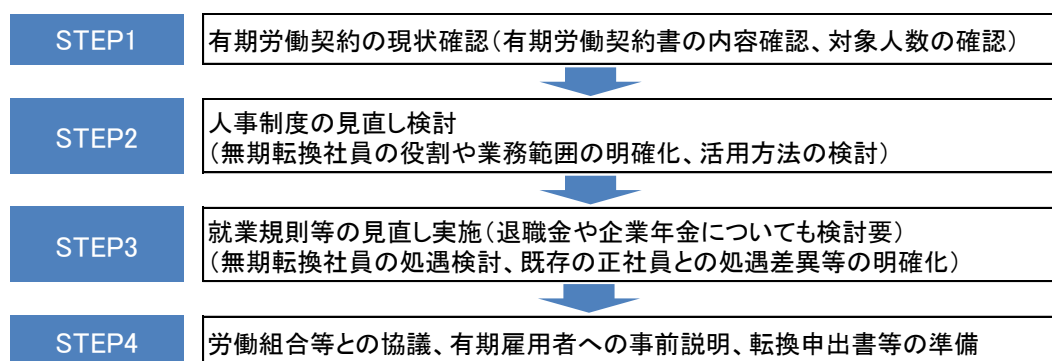 STEP1
有期労働契約の現状確認（有期労働契約書の内容確認、対象人数の確認）
STEP2
人事制度の見直し検討
（無期転換社員の役割や業務範囲の明確化、活用方法の検討）
STEP3
就業規則等の見直し実施（退職金や企業年金についても検討要）
（無期転換社員の処遇検討、既存の正社員との処遇差異等の明確化）
STEP4
労働組合等との協議、有期雇用者への事前説明、転換申出書等の準備